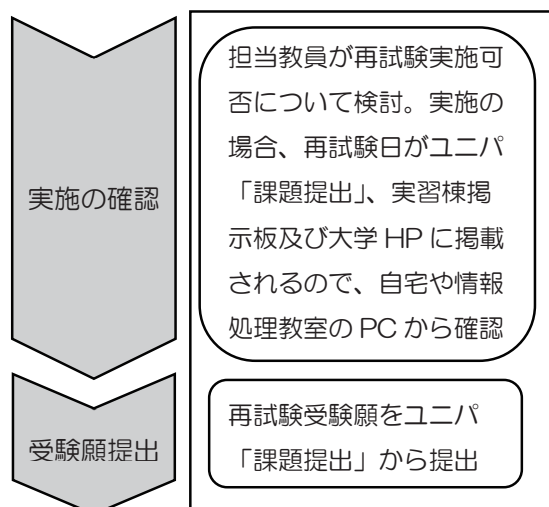 実施の確認
担当教員が再試験実施可
否について検討。実施の
場合、再試験日がユニパ
「課題提出」、実習棟掲
示板及び大学 HP に掲載
されるので、自宅や情報
処理教室の PC から確認
受験願提出
再試験受験願をユニパ
「課題提出」から提出